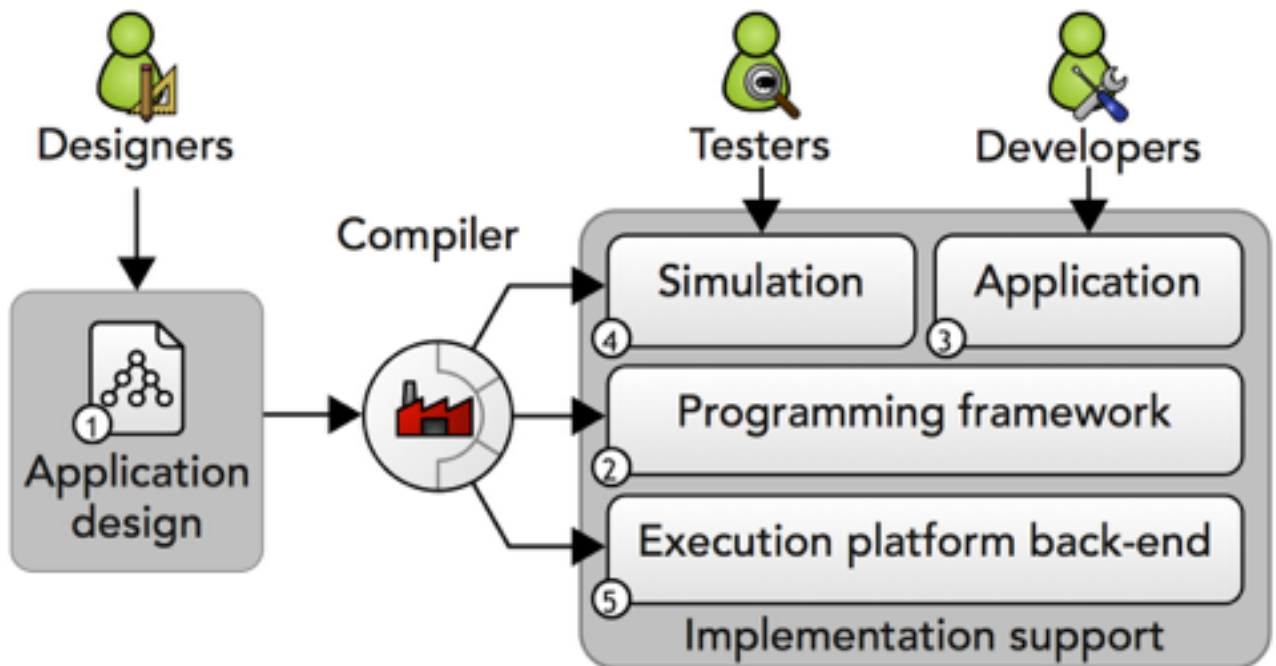 Designers
Testers
Developers
Compiler
Simulation
4
Application
3
1
Application
design
Programming framework
2
Execution platform back-end
5
Implementation support